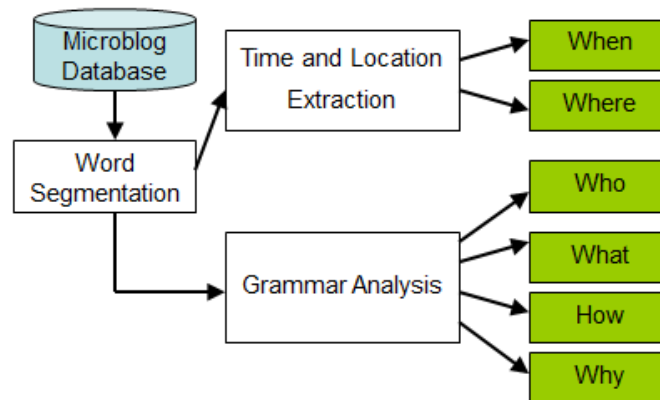 Microblog
Database
Time and Location
Extraction
When
Where
Word
Segmentation
Who
What
Grammar Analysis
How
Why